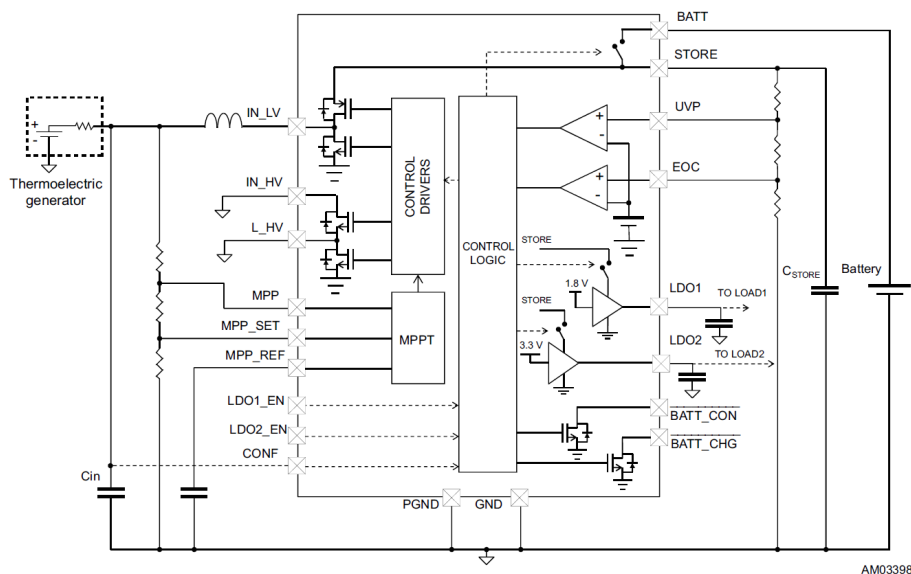 BATT
STORE
IN_LV
UVP
+
-
+
-
Thermoelectric
generator
IN_HV
CONTROL
DRIVERS
EOC
+
-
L_HV
CONTROL
LOGIC
STORE
CSTORE
Battery
1.8 V
LDO1
TO LOAD1
MPP
MPPT
STORE
MPP_SET
3.3 V
LDO2
TO LOAD2
MPP_REF
LDO1_EN
BATT_CON
LDO2_EN
BATT_CHG
CONF
Cin
PGND
GND
AM03398